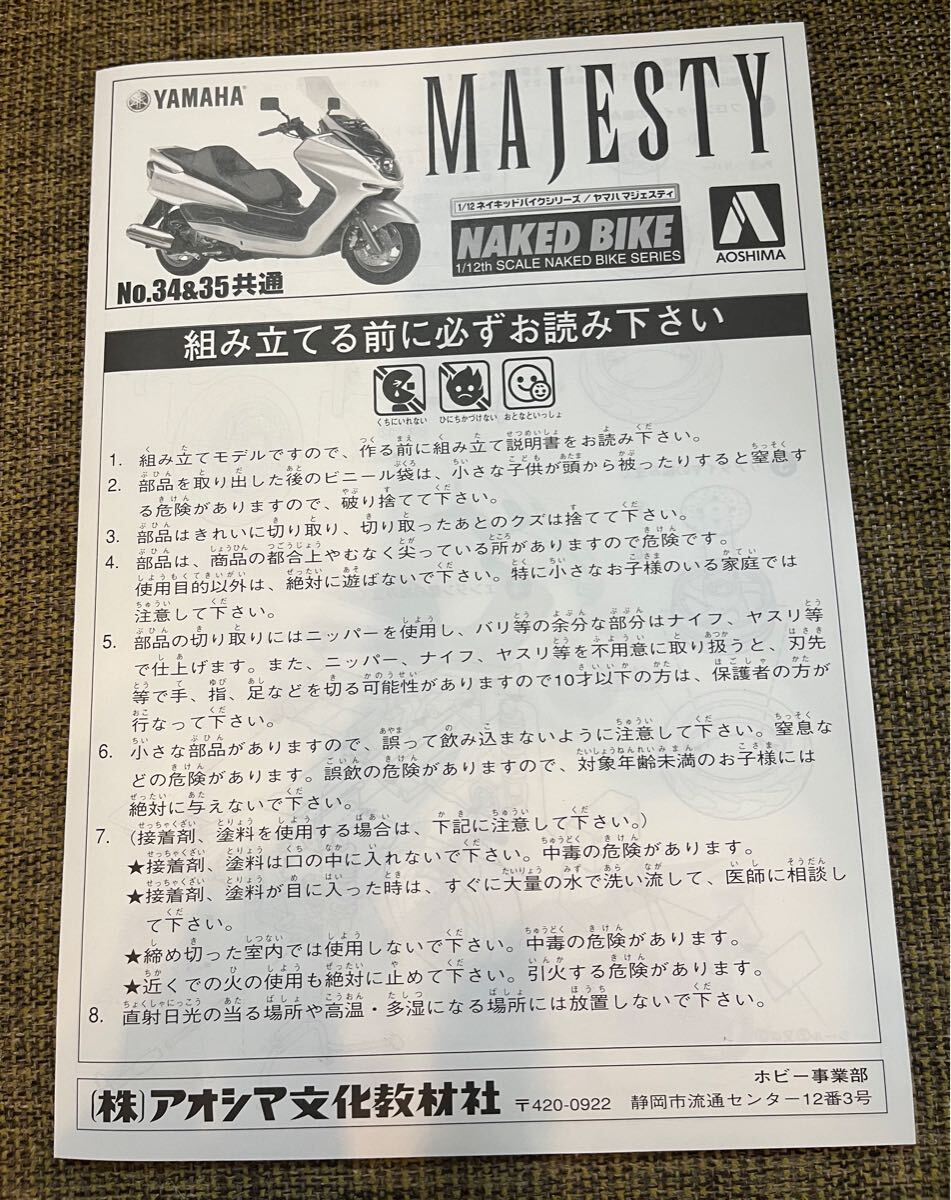 YAMAHA
MAJESTY
1/12 ネイキッドバイクシリーズ/ヤマハ マジェスティ
NAKED BIKE
1/12th SCALE NAKED BIKE SERIES
AOSHIMA
No.34&35共通
組み立てる前に必ずお読み下さい
くちにいれない ひにちかづけない おとなといっしょ
1. 組み立てモデルですので、作る前に組み立て説明書をお読み下さい。
2. 部品を取り出した後のビニール袋は、小さな子供が頭から被ったりすると窒息す
る危険がありますので、破り捨てて下さい。
3. 部品はきれいに切り取り、切り取ったあとのクズは捨てて下さい。
4. 部品は、商品の都合上やむなく尖っている所がありますので危険です。
使用目的以外は、絶対に遊ばないで下さい。特に小さなお子様のいる家庭では
注意して下さい。
5. 部品の切り取りにはニッパーを使用し、バリ等の余分な部分はナイフ、ヤスリ等
で仕上げます。また、ニッパー、ナイフ、ヤスリ等を不用意に取り扱うと、刃先
等で手、指、足などを切る可能性がありますので10才以下の方は、保護者の方が
行なって下さい。
6. 小さな部品がありますので、誤って飲み込まないように注意して下さい。窒息な
どの危険があります。誤飲の危険がありますので、対象年齢未満のお子様には
絶対に与えないで下さい。
7. (接着剤、塗料を使用する場合は、下記に注意して下さい。)
★接着剤、塗料は口の中に入れないで下さい。中毒の危険があります。
★接着剤、塗料が目に入った時は、すぐに大量の水で洗い流して、医師に相談し
て下さい。
★締め切った室内では使用しないで下さい。中毒の危険があります。
★近くでの火の使用も絶対に止めて下さい。引火する危険があります。
8. 直射日光の当る場所や高温・多湿になる場所には放置しないで下さい。
(株)アオシマ文化教材社
ホビー事業部
〒420-0922 静岡市流通センター12番3号